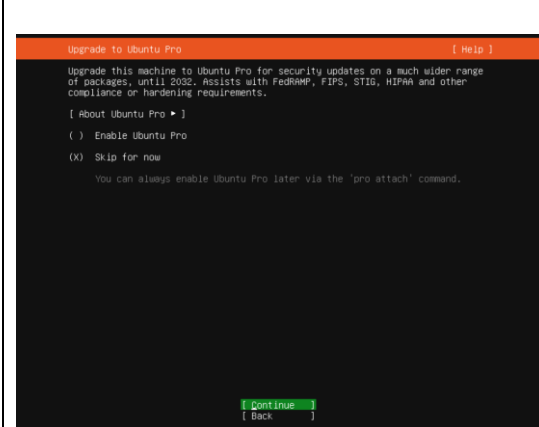 Upgrade to Ubuntu Pro [ Help ]
Upgrade this machine to Ubuntu Pro for security updates on a much wider range
of packages, until 2032. Assists with FedRAMP, FIPS, STIG, HIPAA and other
compliance or hardening requirements.
[ About Ubuntu Pro ► ]
( ) Enable Ubuntu Pro
(X) Skip for now
You can always enable Ubuntu Pro later via the 'pro attach' command.
[ Continue ]
[ Back ]